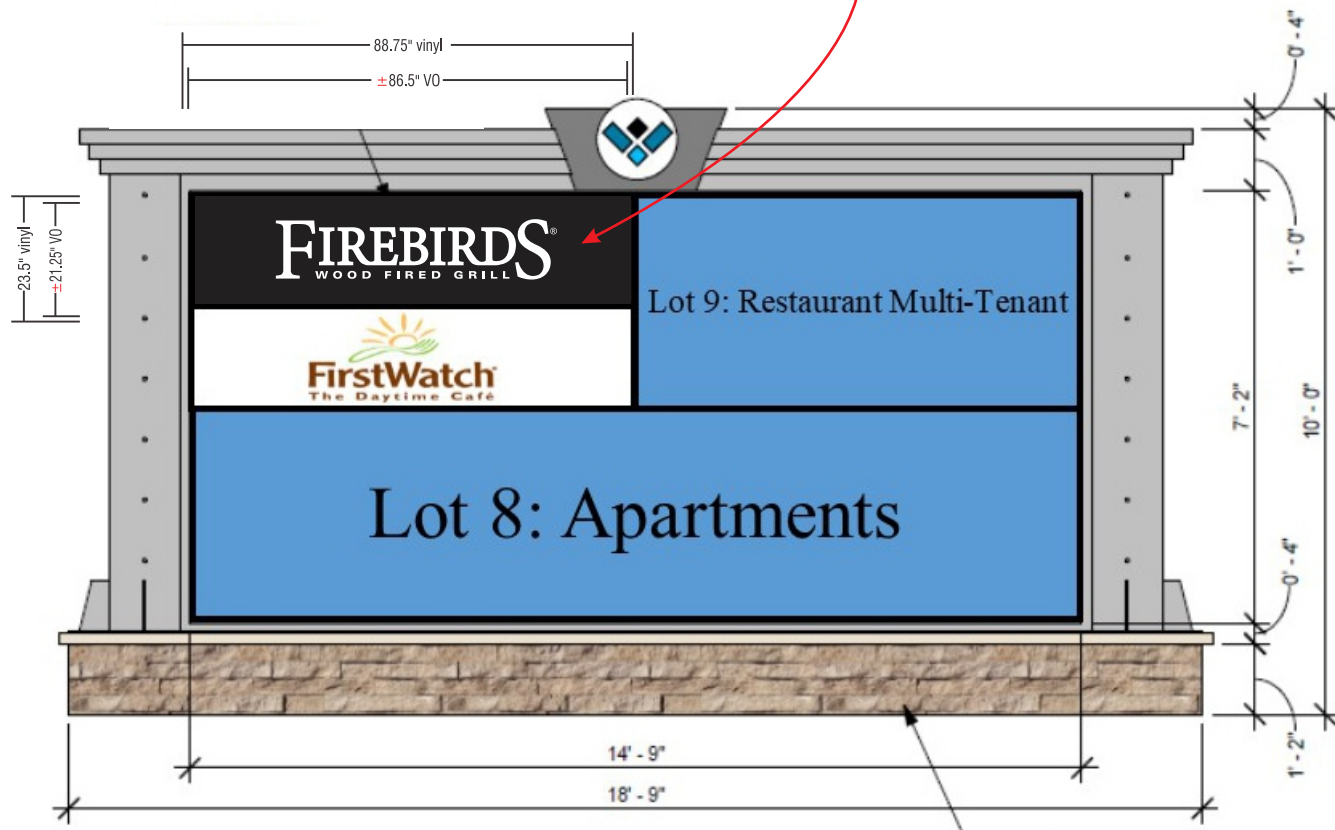 88.75" vinyl
±86.5" VO
0' - 4"
23.5" vinyl
±21.25" VO
FIREBIRDS®
WOOD FIRED GRILL
1' - 0"
Lot 9: Restaurant Multi-Tenant
FirstWatch
The Daytime Café
7' - 2"
10' - 0"
Lot 8: Apartments
0' - 4"
14' - 9"
1' - 2"
18' - 9"